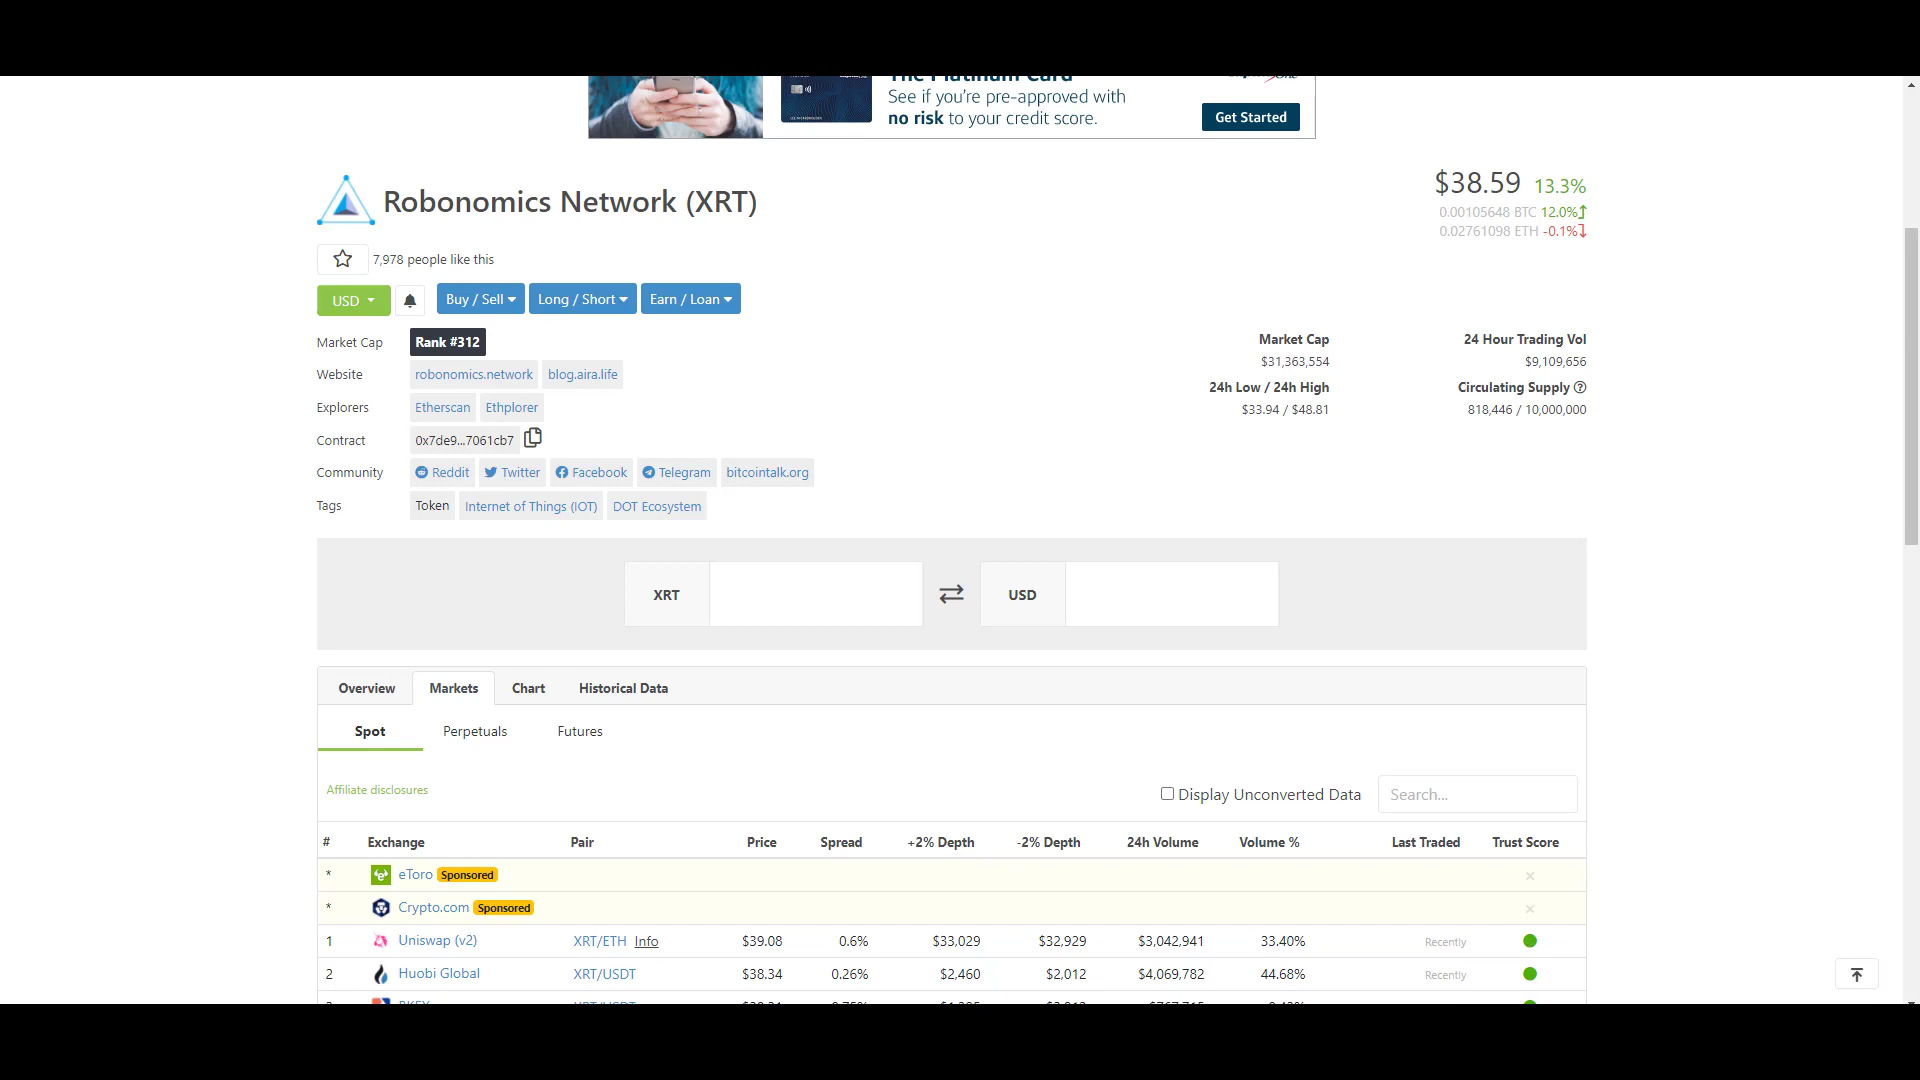 The Platinum Card
See if you're pre-approved with
no risk to your credit score.
Get Started
Robonomics Network (XRT)
$38.59 13.3%
0.00105648 BTC 12.0%
0.02761098 ETH -0.1%
7,978 people like this
USD Buy / Sell Long / Short Earn / Loan
Market Cap Rank #312
Website robonomics.network blog.aira.life
Explorers Etherscan Ethplorer
Contract 0x7de9...7061cb7
Community Reddit Twitter Facebook Telegram bitcointalk.org
Tags Token Internet of Things (IOT) DOT Ecosystem
Market Cap 24 Hour Trading Vol
$31,363,554 $9,109,656
24h Low / 24h High Circulating Supply
$33.94 / $48.81 818,446 / 10,000,000
XRT USD
Overview Markets Chart Historical Data
Spot Perpetuals Futures
Affiliate disclosures Display Unconverted Data Search...
# Exchange Pair Price Spread +2% Depth -2% Depth 24h Volume Volume % Last Traded Trust Score
* eToro Sponsored
* Crypto.com Sponsored
1 Uniswap (v2) XRT/ETH Info $39.08 0.6% $33,029 $32,929 $3,042,941 33.40% Recently
2 Huobi Global XRT/USDT $38.34 0.26% $2,460 $2,012 $4,069,782 44.68% Recently